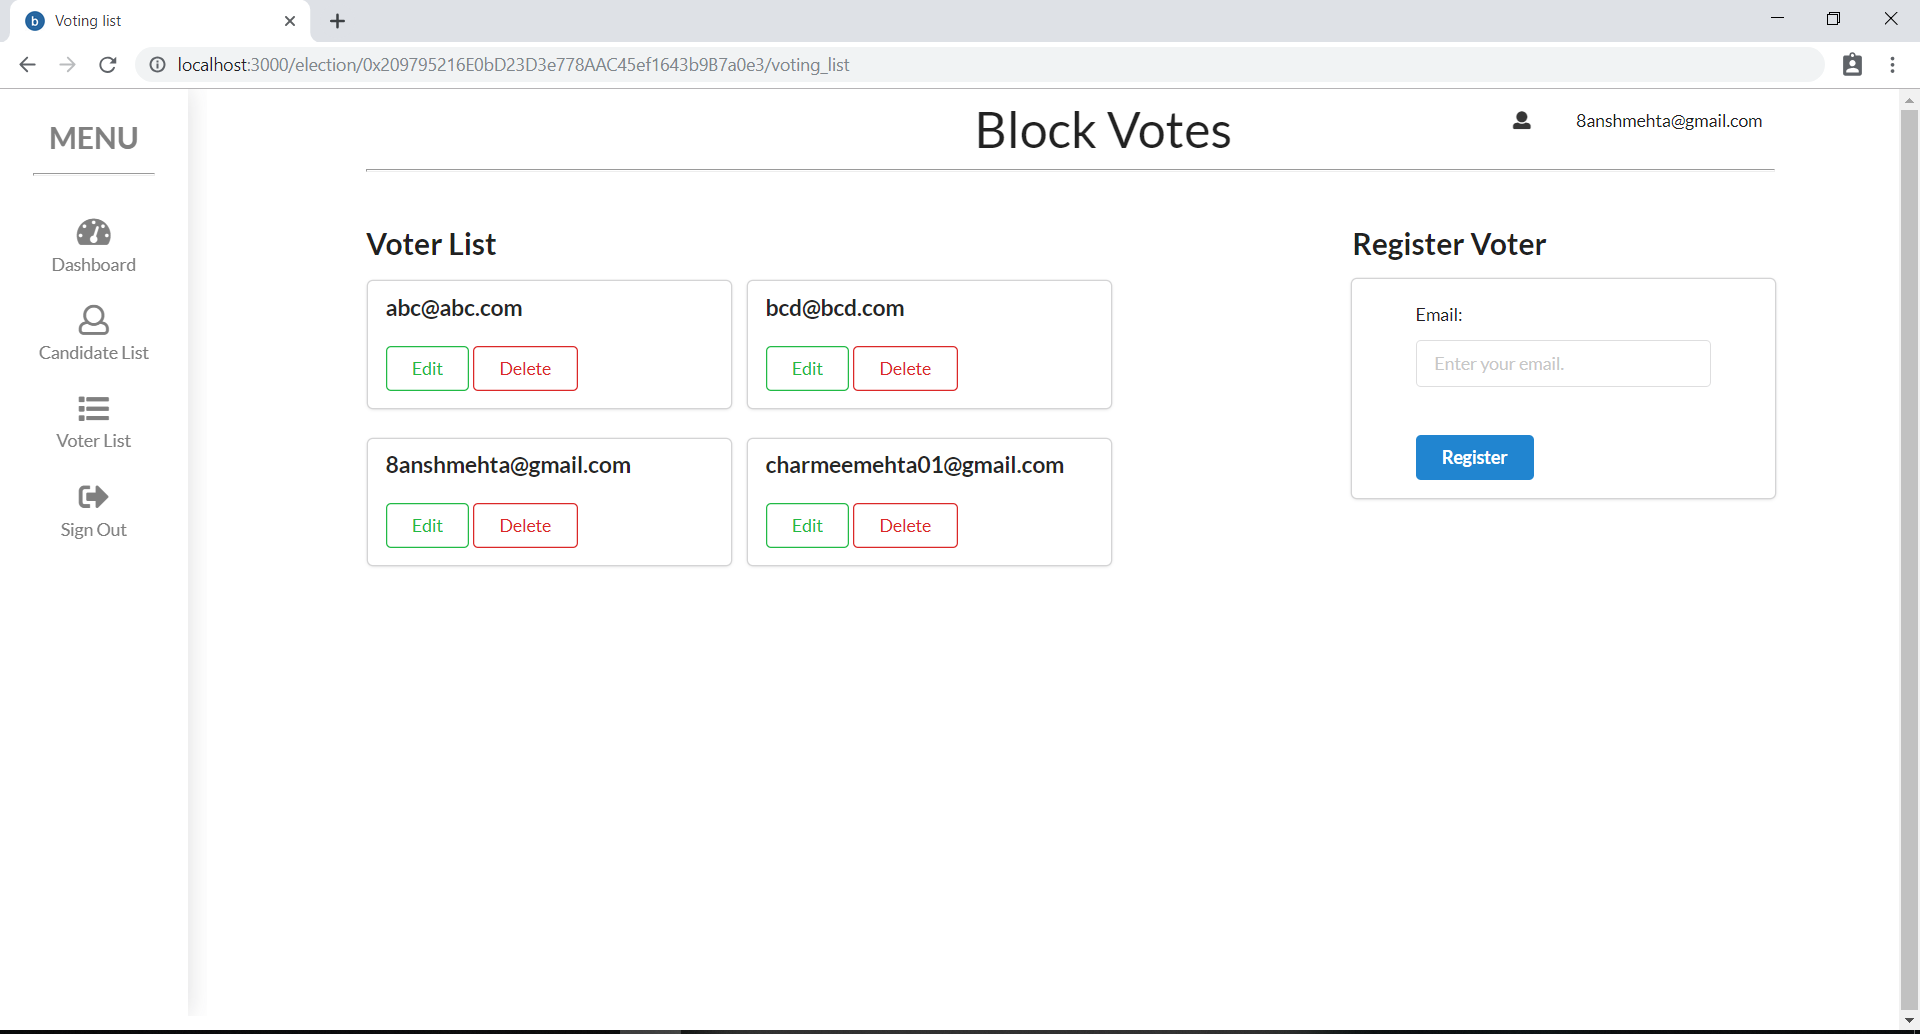 Voting list
localhost:3000/election/0x209795216E0bD23D3e778AAC45ef1643b9B7a0e3/voting_list
MENU
Dashboard
Candidate List
Voter List
Sign Out
Block Votes
8anshmehta@gmail.com
Voter List
abc@abc.com
Edit Delete
bcd@bcd.com
Edit Delete
8anshmehta@gmail.com
Edit Delete
charmeemehta01@gmail.com
Edit Delete
Register Voter
Email:
Enter your email.
Register